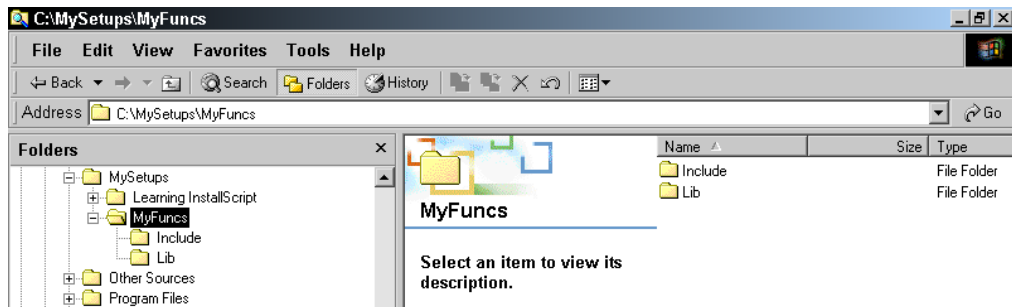 C:\MySetups\MyFuncs
File Edit View Favorites Tools Help
Back Search Folders History
Address C:\MySetups\MyFuncs Go
Folders
MySetups
Learning InstallScript
MyFuncs
Include
Lib
Other Sources
Program Files
MyFuncs
Select an item to view its
description.
Name Size Type
Include File Folder
Lib File Folder